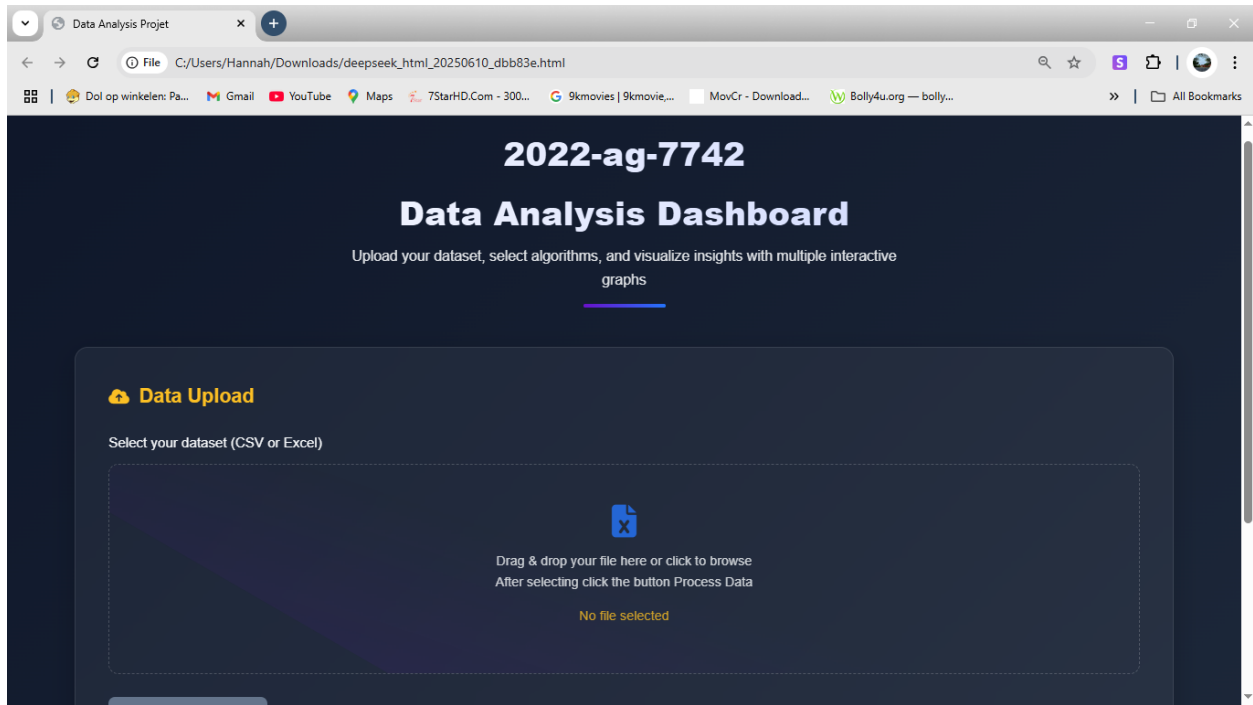 Data Analysis Projet
File
C:/Users/Hannah/Downloads/deepseek_html_20250610_dbb83e.html
S
Dol op winkelen: Pa...
Gmail
YouTube
Maps
7StarHD.Com - 300...
9kmovies | 9kmovie,...
MovCr - Download...
Bolly4u.org — bolly...
All Bookmarks
2022-ag-7742
Data Analysis Dashboard
Upload your dataset, select algorithms, and visualize insights with multiple interactive
graphs
Data Upload
Select your dataset (CSV or Excel)
Drag & drop your file here or click to browse
After selecting click the button Process Data
No file selected